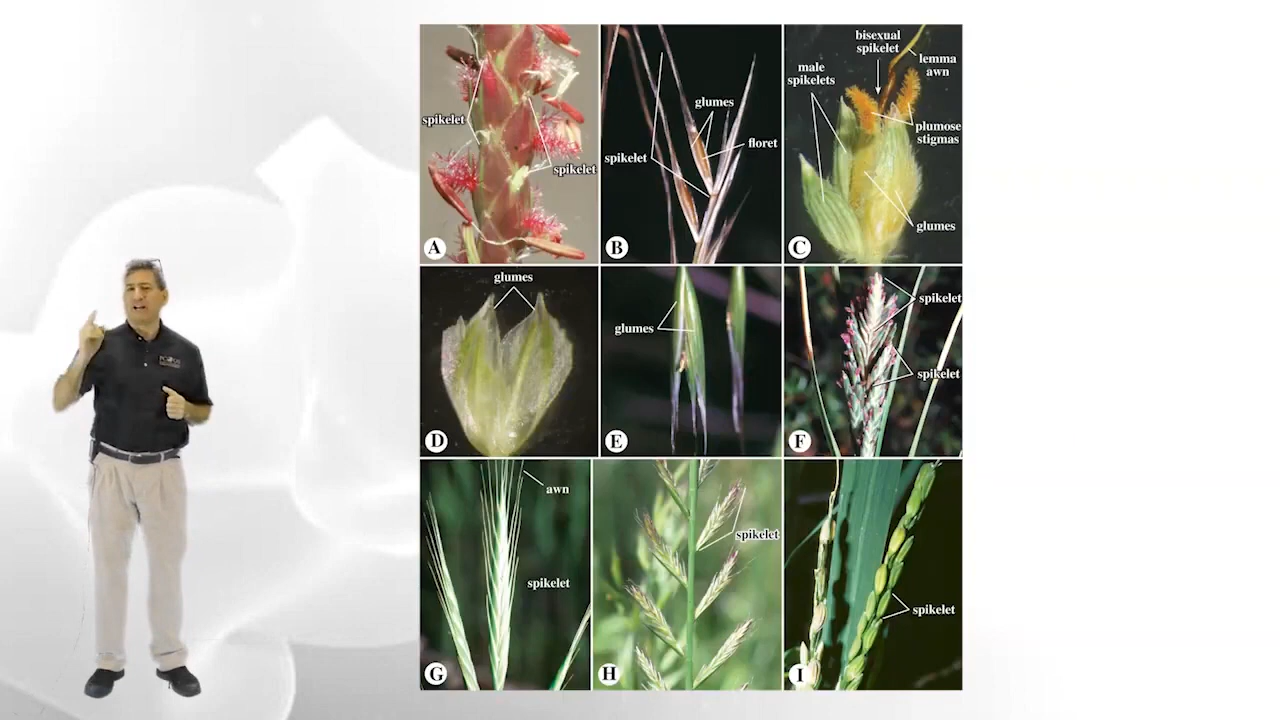 spikelet
spikelet
A
spikelet
glumes
floret
B
bisexual
spikelet
lemma
awn
male
spikelets
plumose
stigmas
glumes
C
glumes
D
glumes
E
spikelet
spikelet
F
awn
spikelet
G
spikelet
H
spikelet
I